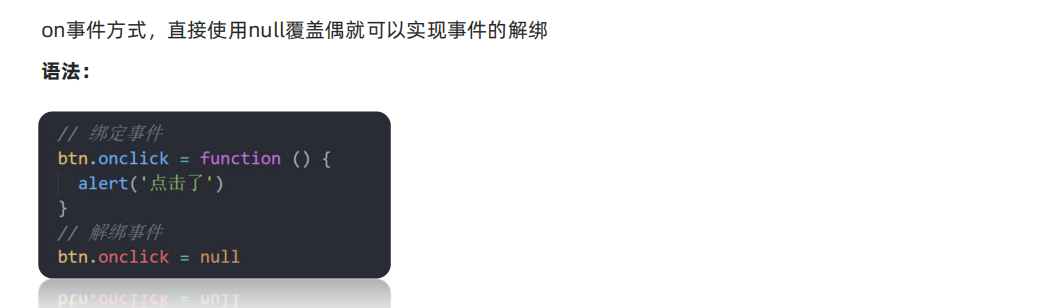 on事件方式，直接使用null覆盖偶就可以实现事件的解绑
语法：
// 绑定事件
btn.onclick = function () {
  alert('点击了')
}
// 解绑事件
btn.onclick = null